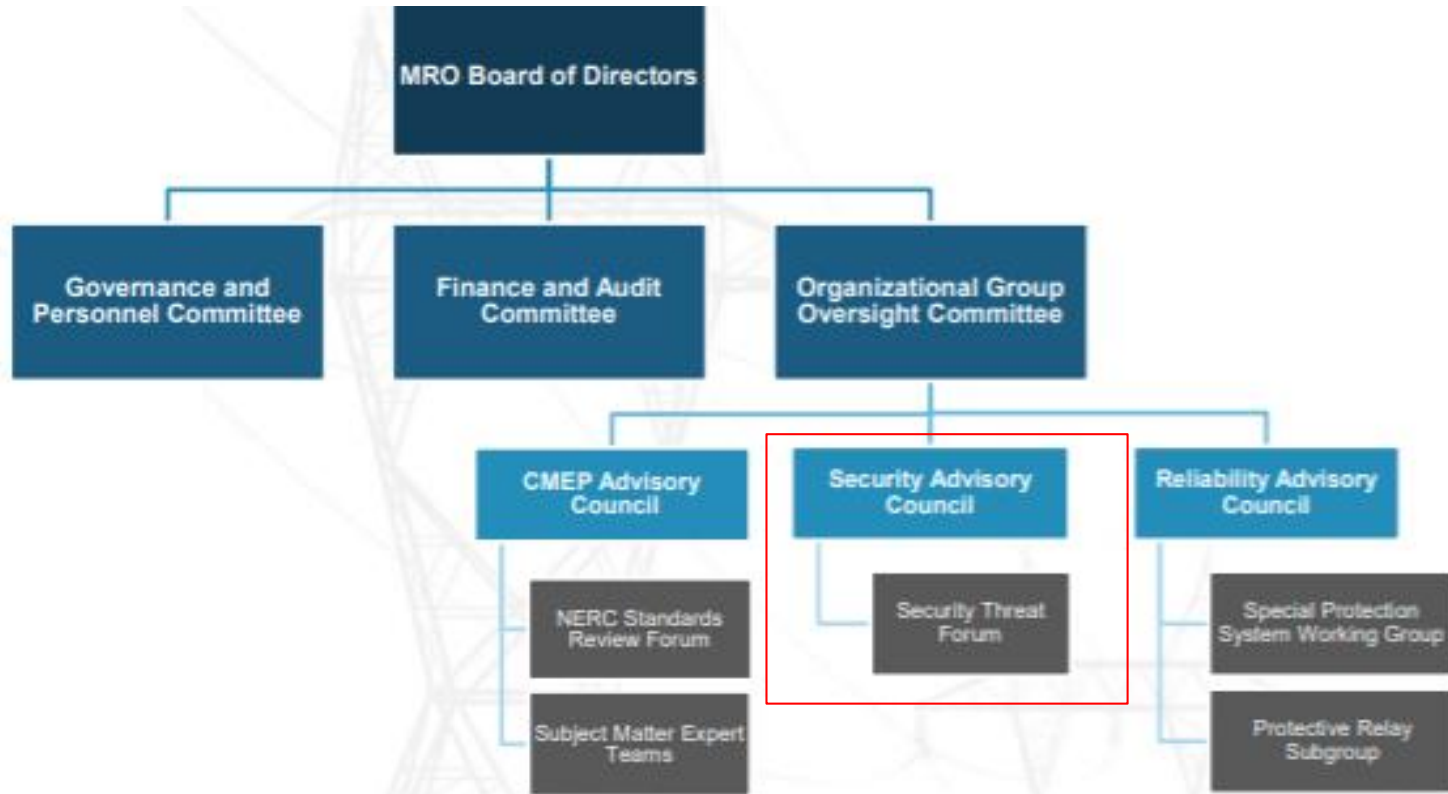 MRO Board of Directors
Governance and
Personnel Committee
Finance and Audit
Committee
Organizational Group
Oversight Committee
CMEP Advisory
Council
Security Advisory
Council
Reliability Advisory
Council
NERC Standards
Review Forum
Security Threat
Forum
Special Protection
System Working Group
Subject Matter Expert
Teams
Protective Relay
Subgroup